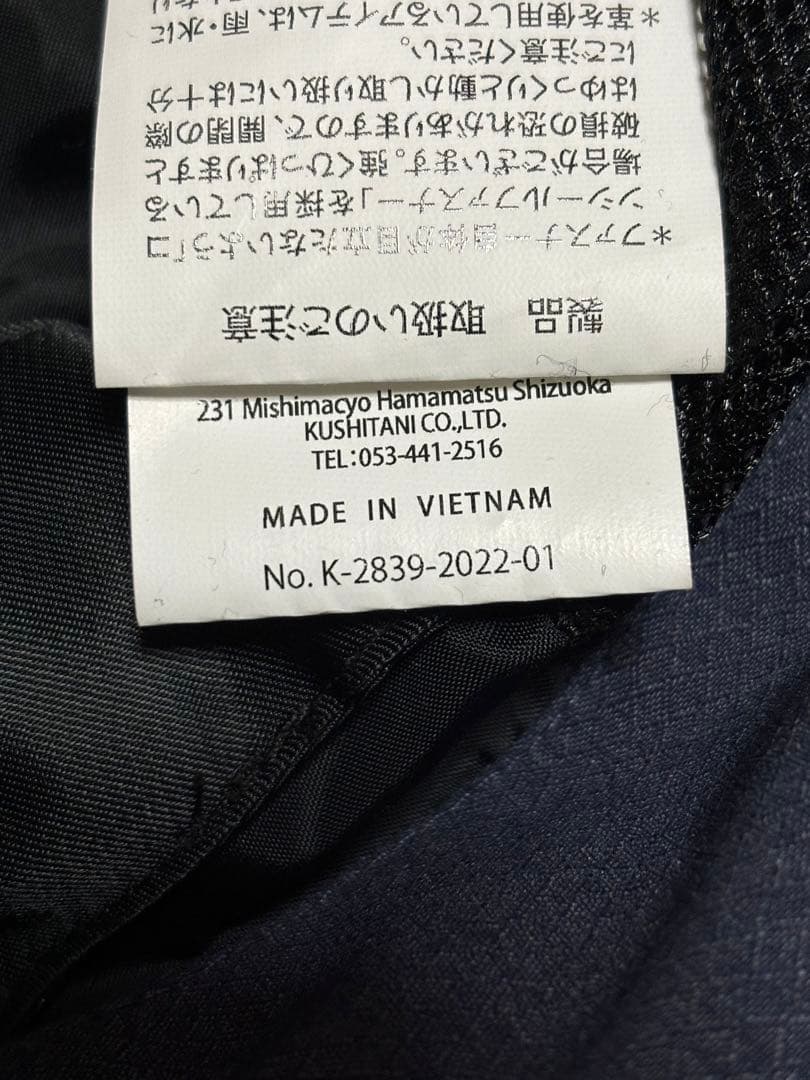 製品　取扱いのご注意
＊ファスナー自体が目立たないよう「コ
ンシールファスナー」を採用している
場合がございます。強くひっぱりますと
破損の恐れがありますので、開閉の際
はゆっくりと動かし取り扱いには十分
にご注意ください。
＊革を使用しているアイテムは、雨・水に
231 Mishimacyo Hamamatsu Shizuoka
KUSHITANI CO.,LTD.
TEL:053-441-2516
MADE IN VIETNAM
No. K-2839-2022-01